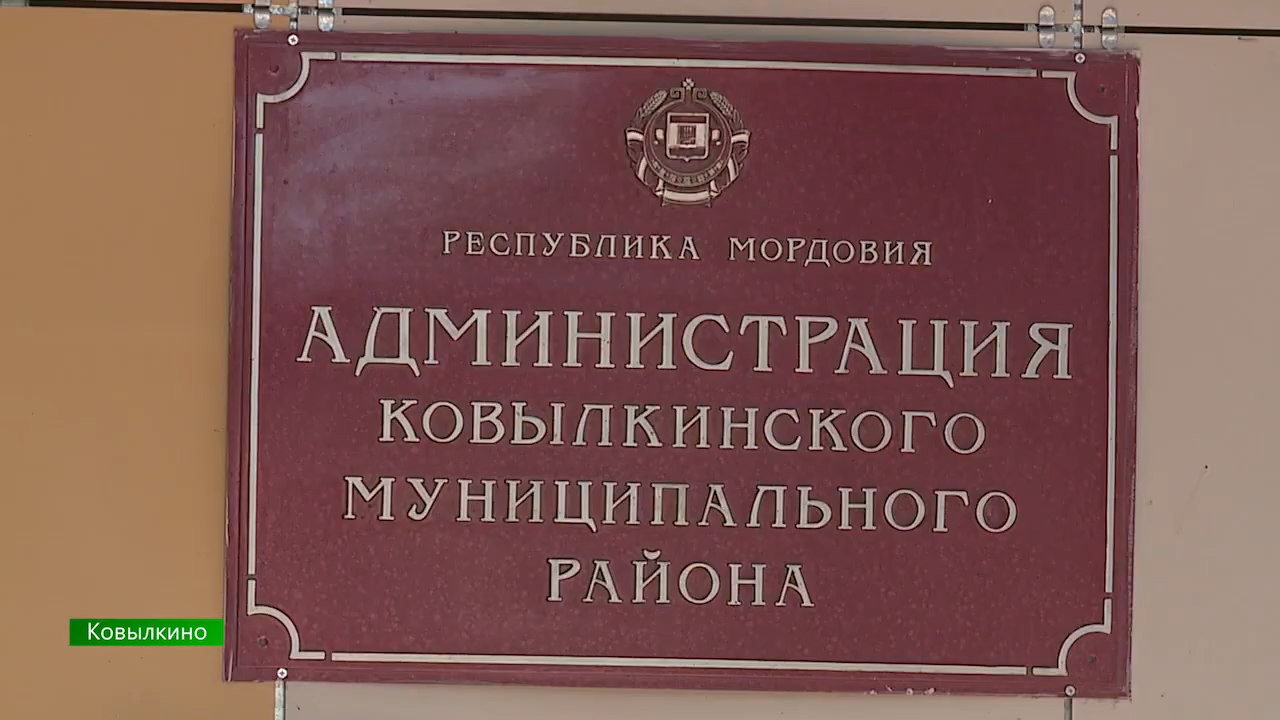 РЕСПУБЛИКА МОРДОВИЯ
АДМИНИСТРАЦИЯ
КОВЫЛКИНСКОГО
МУНИЦИПАЛЬНОГО
РАЙОНА
Ковылкино